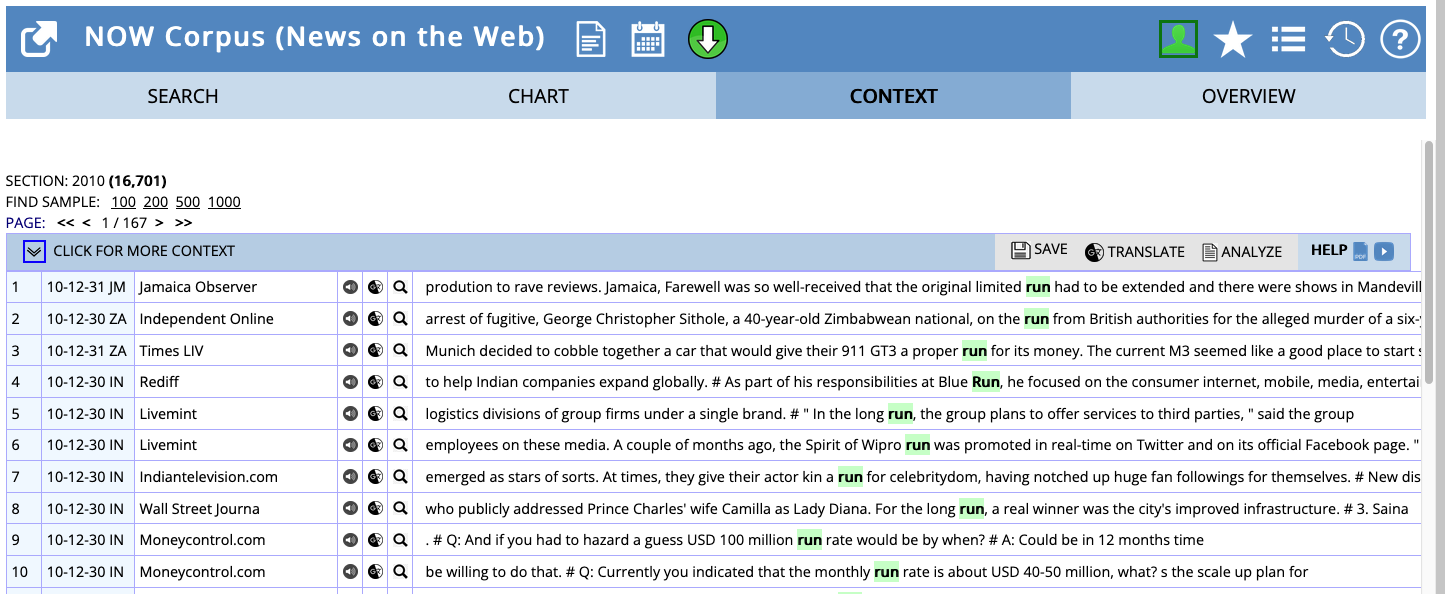 NOW Corpus (News on the Web)
SEARCH CHART CONTEXT OVERVIEW
SECTION: 2010 (16,701)
FIND SAMPLE: 100 200 500 1000
PAGE: << < 1 / 167 > >>
CLICK FOR MORE CONTEXT SAVE TRANSLATE ANALYZE HELP
1 10-12-31 JM Jamaica Observer prodution to rave reviews. Jamaica, Farewell was so well-received that the original limited run had to be extended and there were shows in Mandevill
2 10-12-30 ZA Independent Online arrest of fugitive, George Christopher Sithole, a 40-year-old Zimbabwean national, on the run from British authorities for the alleged murder of a six-
3 10-12-31 ZA Times LIV Munich decided to cobble together a car that would give their 911 GT3 a proper run for its money. The current M3 seemed like a good place to start
4 10-12-30 IN Rediff to help Indian companies expand globally. # As part of his responsibilities at Blue Run, he focused on the consumer internet, mobile, media, entertai
5 10-12-30 IN Livemint logistics divisions of group firms under a single brand. # " In the long run, the group plans to offer services to third parties, " said the group
6 10-12-30 IN Livemint employees on these media. A couple of months ago, the Spirit of Wipro run was promoted in real-time on Twitter and on its official Facebook page. "
7 10-12-30 IN Indiantelevision.com emerged as stars of sorts. At times, they give their actor kin a run for celebritydom, having notched up huge fan followings for themselves. # New dis
8 10-12-30 IN Wall Street Journa who publicly addressed Prince Charles' wife Camilla as Lady Diana. For the long run, a real winner was the city's improved infrastructure. # 3. Saina
9 10-12-30 IN Moneycontrol.com . # Q: And if you had to hazard a guess USD 100 million run rate would be by when? # A: Could be in 12 months time
10 10-12-30 IN Moneycontrol.com be willing to do that. # Q: Currently you indicated that the monthly run rate is about USD 40-50 million, what? s the scale up plan for